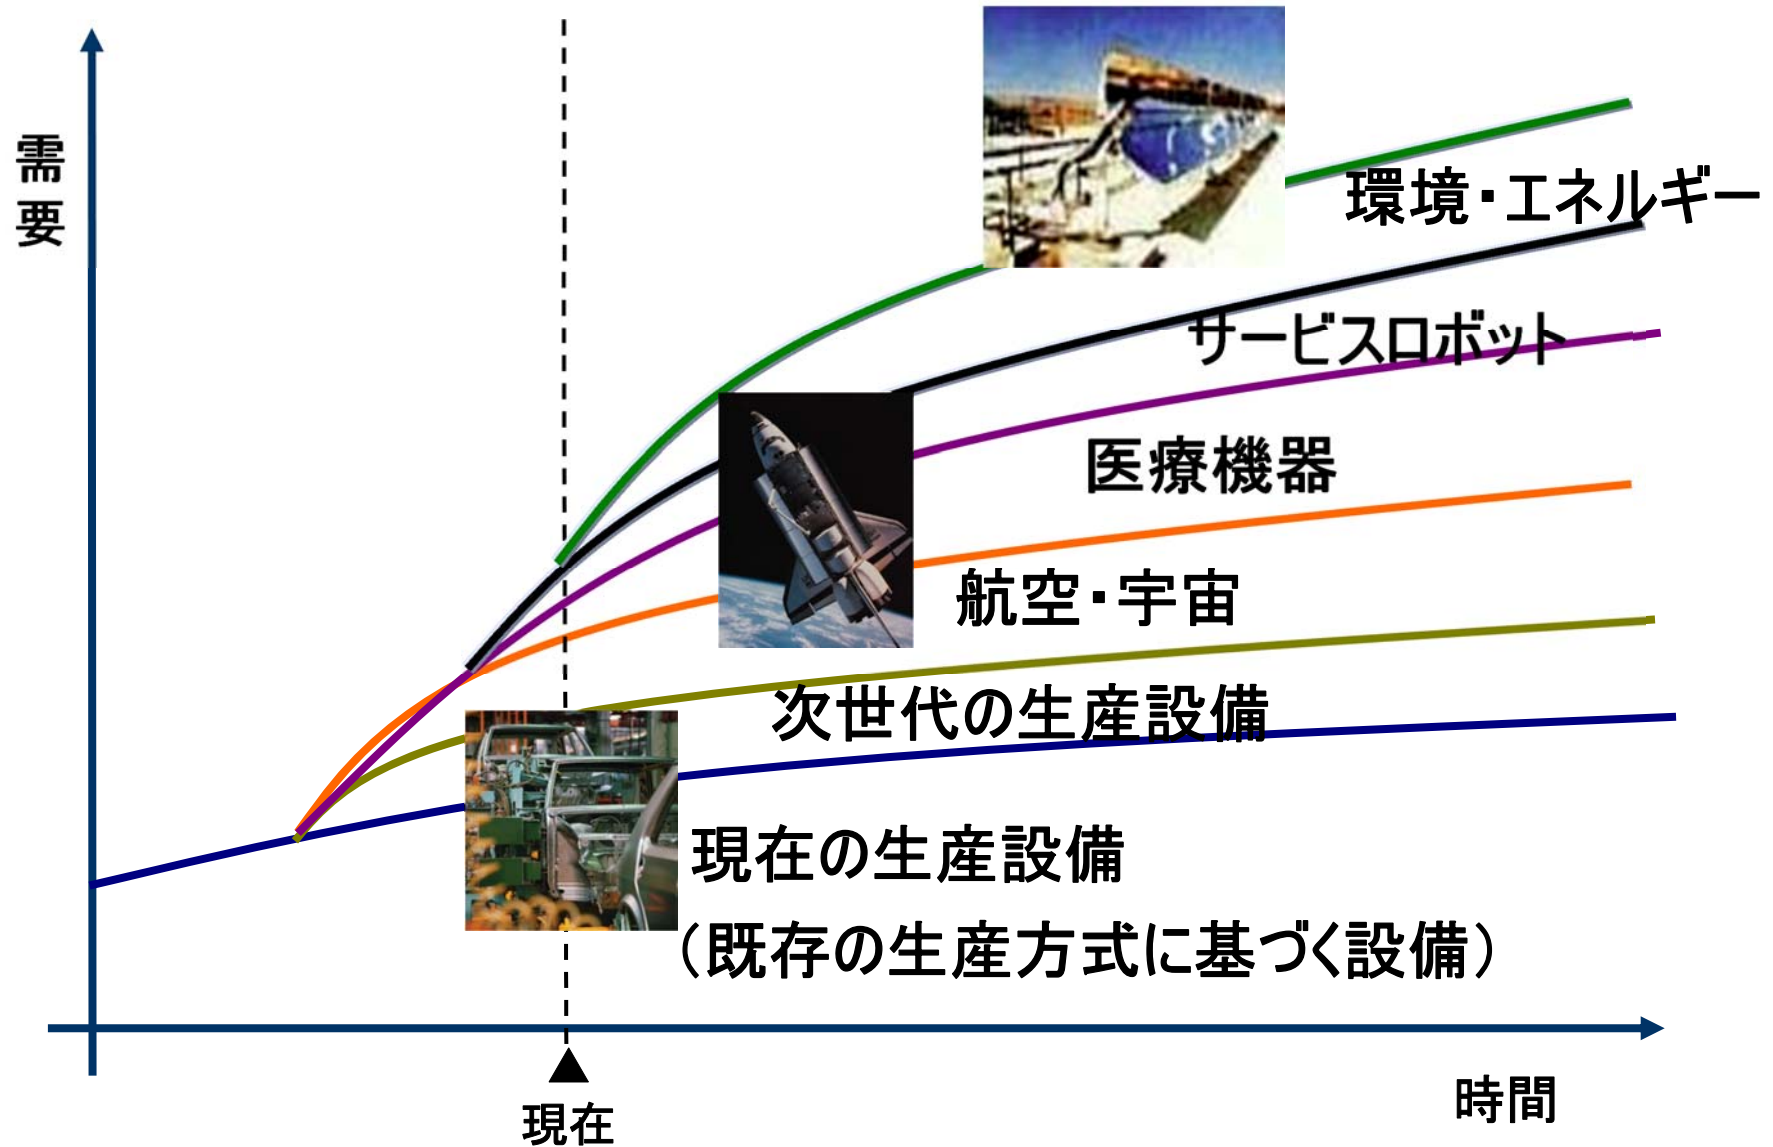 需要
環境・エネルギー
サービスロボット
医療機器
航空・宇宙
次世代の生産設備
現在の生産設備
（既存の生産方式に基づく設備）
時間
現在